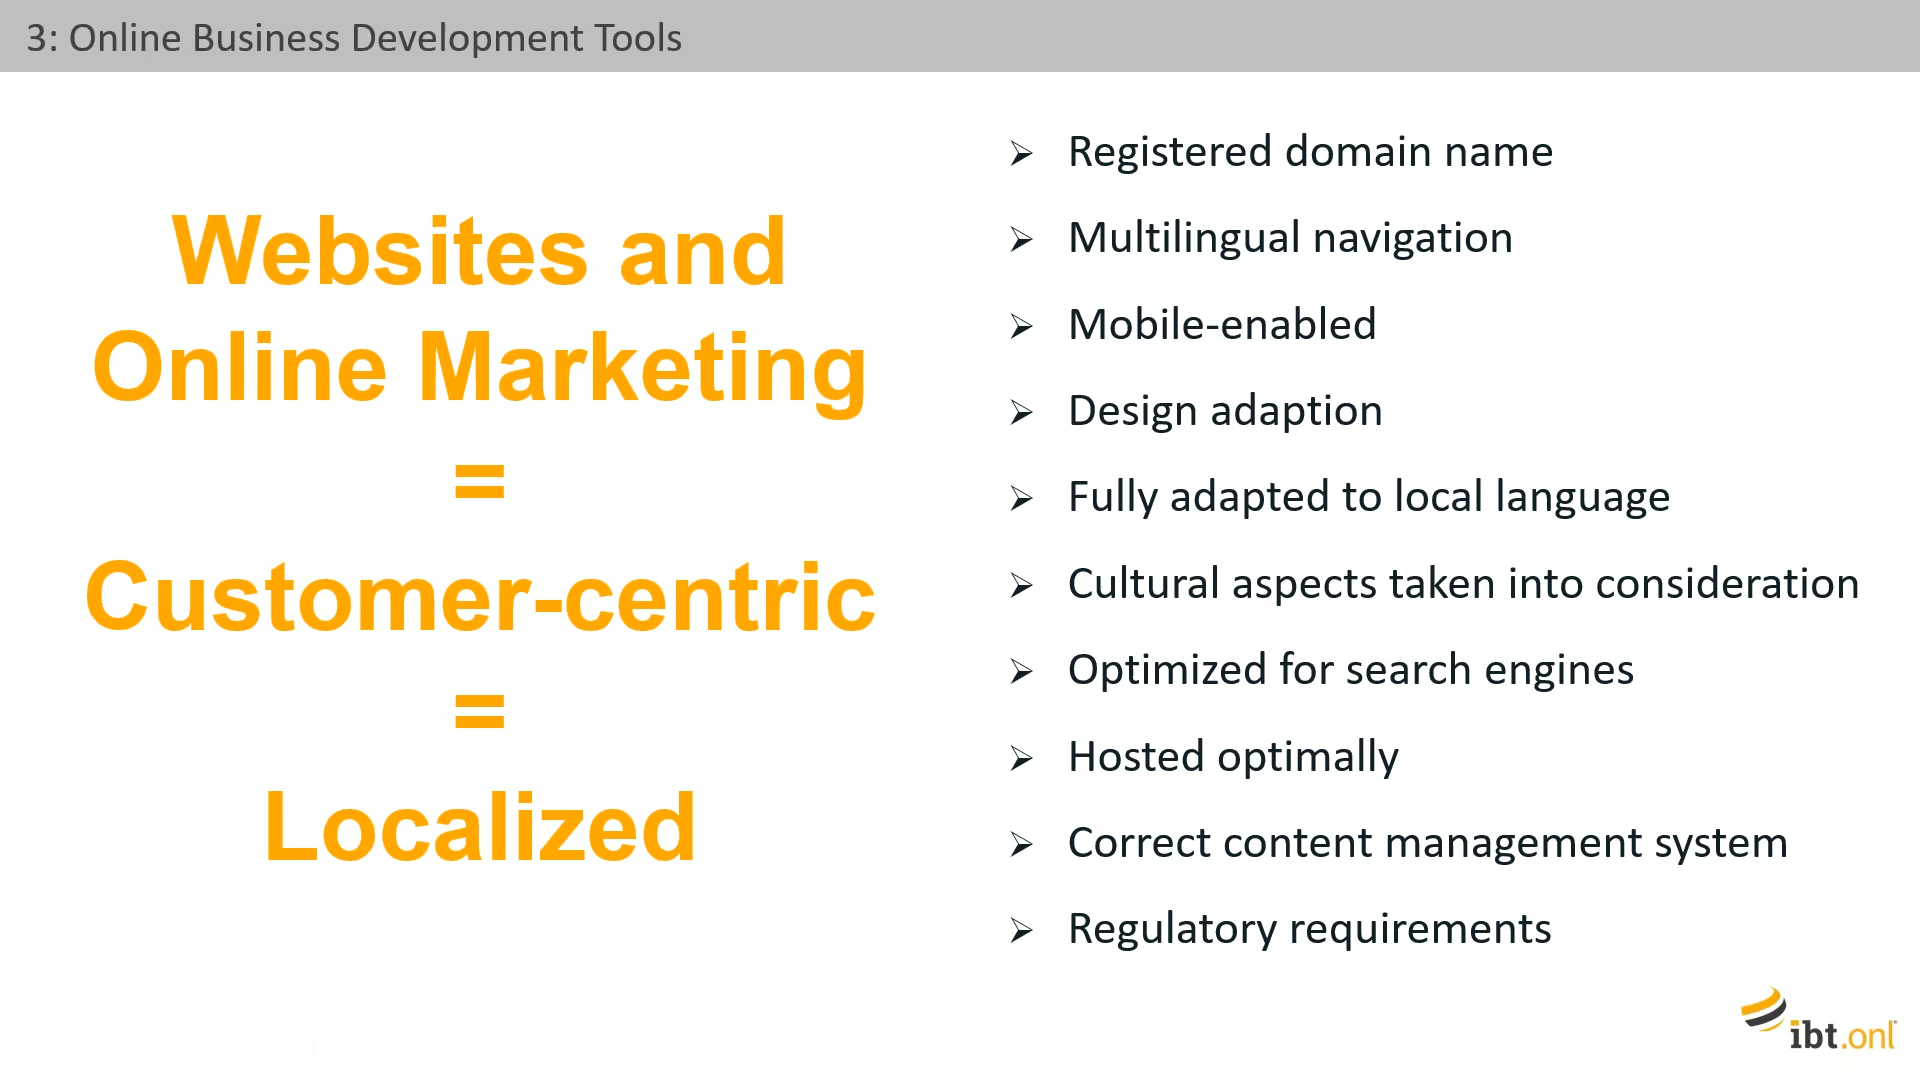 3: Online Business Development Tools
Websites and
Online Marketing
=
Customer-centric
=
Localized
➢ Registered domain name
➢ Multilingual navigation
➢ Mobile-enabled
➢ Design adaption
➢ Fully adapted to local language
➢ Cultural aspects taken into consideration
➢ Optimized for search engines
➢ Hosted optimally
➢ Correct content management system
➢ Regulatory requirements
ibt.onl